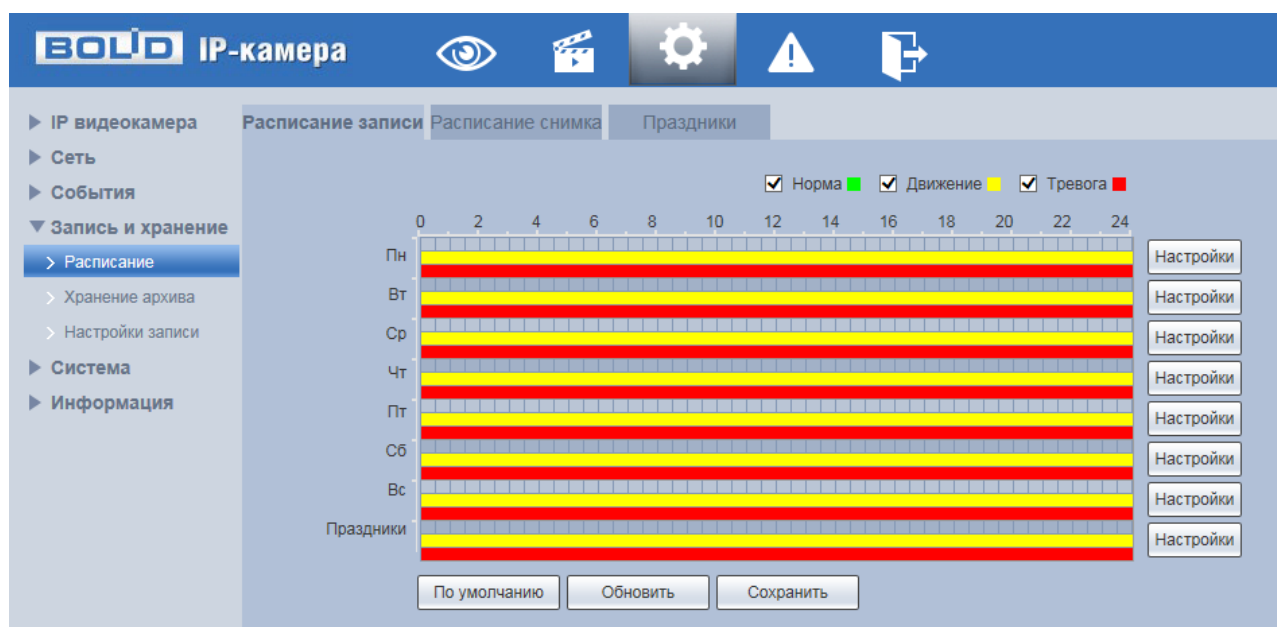 BOLID IP-камера
IP видеокамера
Сеть
События
Запись и хранение
Расписание
Хранение архива
Настройки записи
Система
Информация
Расписание записи Расписание снимка Праздники
Норма Движение Тревога
0 2 4 6 8 10 12 14 16 18 20 22 24
Пн Настройки
Вт Настройки
Ср Настройки
Чт Настройки
Пт Настройки
Сб Настройки
Вс Настройки
Праздники Настройки
По умолчанию Обновить Сохранить